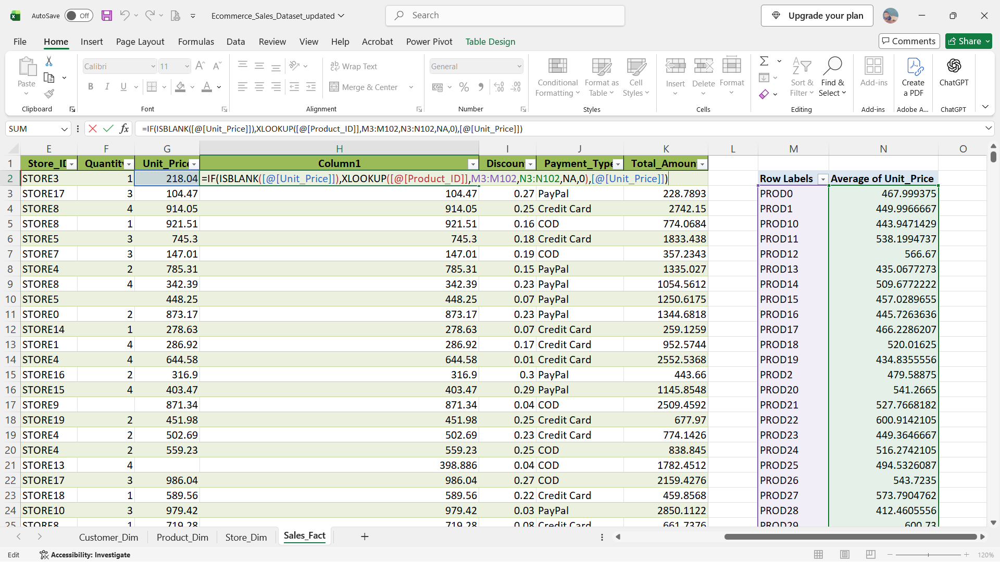 AutoSave Off Ecommerce_Sales_Dataset_updated Search Upgrade your plan
File Home Insert Page Layout Formulas Data Review View Help Acrobat Power Pivot Table Design Comments Share
Paste Calibri 11 Wrap Text General Conditional Formatting Format as Table Cell Styles Insert Delete Format Sort & Filter Find & Select Add-ins Create a PDF ChatGPT
B I U Merge & Center
Clipboard Font Alignment Number Styles Cells Editing Add-ins Adobe A... ChatGPT
SUM fx =IF(ISBLANK([@[Unit_Price]]),XLOOKUP([@[Product_ID]],M3:M102,N3:N102,NA,0),[@[Unit_Price]])
E F G H I J K L M N O
1 Store_ID Quantity Unit_Price Column1 Discoun Payment_Type Total_Amoun
2 STORE3 1 218.04 =IF(ISBLANK([@[Unit_Price]]),XLOOKUP([@[Product_ID]],M3:M102,N3:N102,NA,0),[@[Unit_Price]]) Row Labels Average of Unit_Price
3 STORE17 3 104.47 104.47 0.27 PayPal 228.7893 PROD0 467.999375
4 STORE8 4 914.05 914.05 0.25 Credit Card 2742.15 PROD1 449.9966667
5 STORE8 1 921.51 921.51 0.16 COD 774.0684 PROD10 443.9471429
6 STORE5 3 745.3 745.3 0.18 Credit Card 1833.438 PROD11 538.1994737
7 STORE7 3 147.01 147.01 0.19 COD 357.2343 PROD12 566.67
8 STORE4 2 785.31 785.31 0.15 PayPal 1335.027 PROD13 435.0677273
9 STORE8 4 342.39 342.39 0.23 PayPal 1054.5612 PROD14 509.6772222
10 STORE5 448.25 448.25 0.07 PayPal 1250.6175 PROD15 457.0289655
11 STORE0 2 873.17 873.17 0.23 PayPal 1344.6818 PROD16 445.7263636
12 STORE14 1 278.63 278.63 0.07 Credit Card 259.1259 PROD17 466.2286207
13 STORE1 4 286.92 286.92 0.17 Credit Card 952.5744 PROD18 520.01625
14 STORE4 4 644.58 644.58 0.01 Credit Card 2552.5368 PROD19 434.8355556
15 STORE16 2 316.9 316.9 0.3 PayPal 443.66 PROD2 479.58875
16 STORE15 4 403.47 403.47 0.29 PayPal 1145.8548 PROD20 541.2665
17 STORE9 871.34 871.34 0.04 COD 2509.4592 PROD21 527.7668182
18 STORE19 2 451.98 451.98 0.25 Credit Card 677.97 PROD22 600.9142105
19 STORE4 2 502.69 502.69 0.23 Credit Card 774.1426 PROD23 449.3646667
20 STORE4 2 559.23 559.23 0.25 COD 838.845 PROD24 516.2742105
21 STORE13 4 398.886 0.04 COD 1782.4512 PROD25 494.5326087
22 STORE17 3 986.04 986.04 0.27 COD 2159.4276 PROD26 543.7235
23 STORE18 1 589.56 589.56 0.22 Credit Card 459.8568 PROD27 573.7904762
24 STORE10 3 979.42 979.42 0.03 PayPal 2850.1122 PROD28 412.4605556
25 STORE8 1 719.28 719.28 0.08 Credit Card 661.7376 PROD29 600.73
Customer_Dim Product_Dim Store_Dim Sales_Fact
Edit Accessibility: Investigate 120%